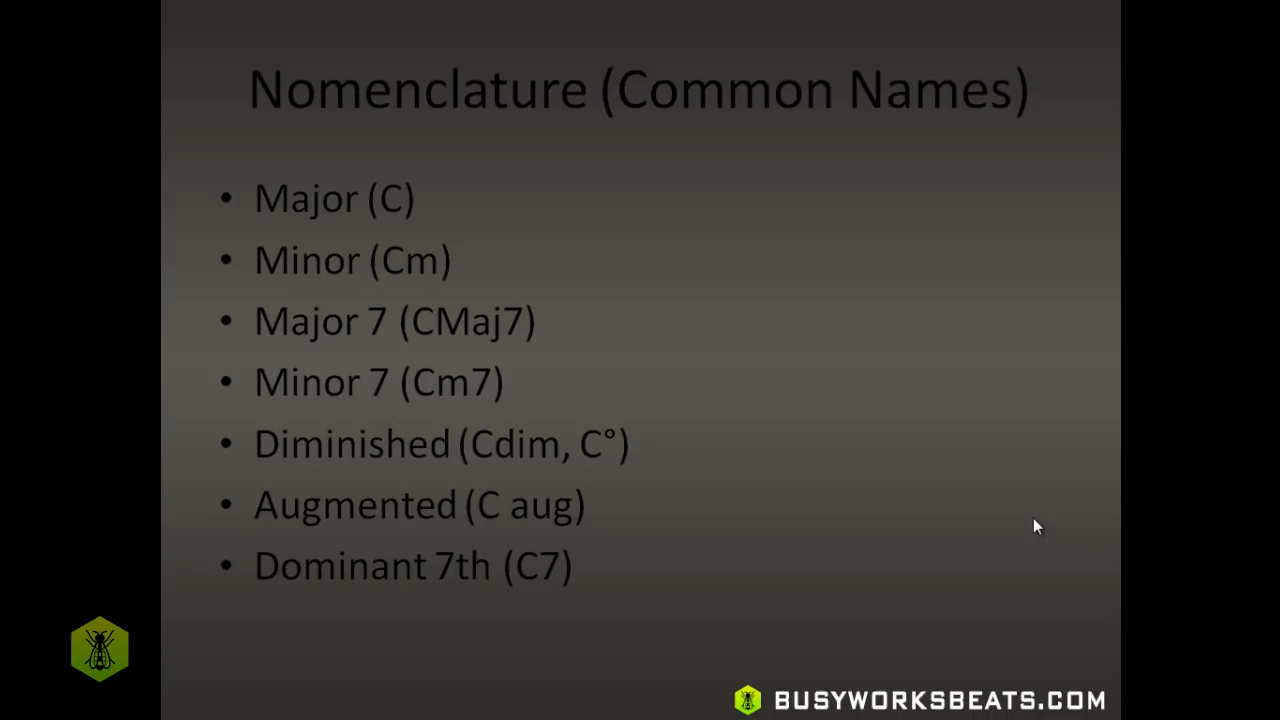 Nomenclature (Common Names)
• Major (C)
• Minor (Cm)
• Major 7 (CMaj7)
• Minor 7 (Cm7)
• Diminished (Cdim, C°)
• Augmented (C aug)
• Dominant 7th (C7)
BUSYWORKSBEATS.COM